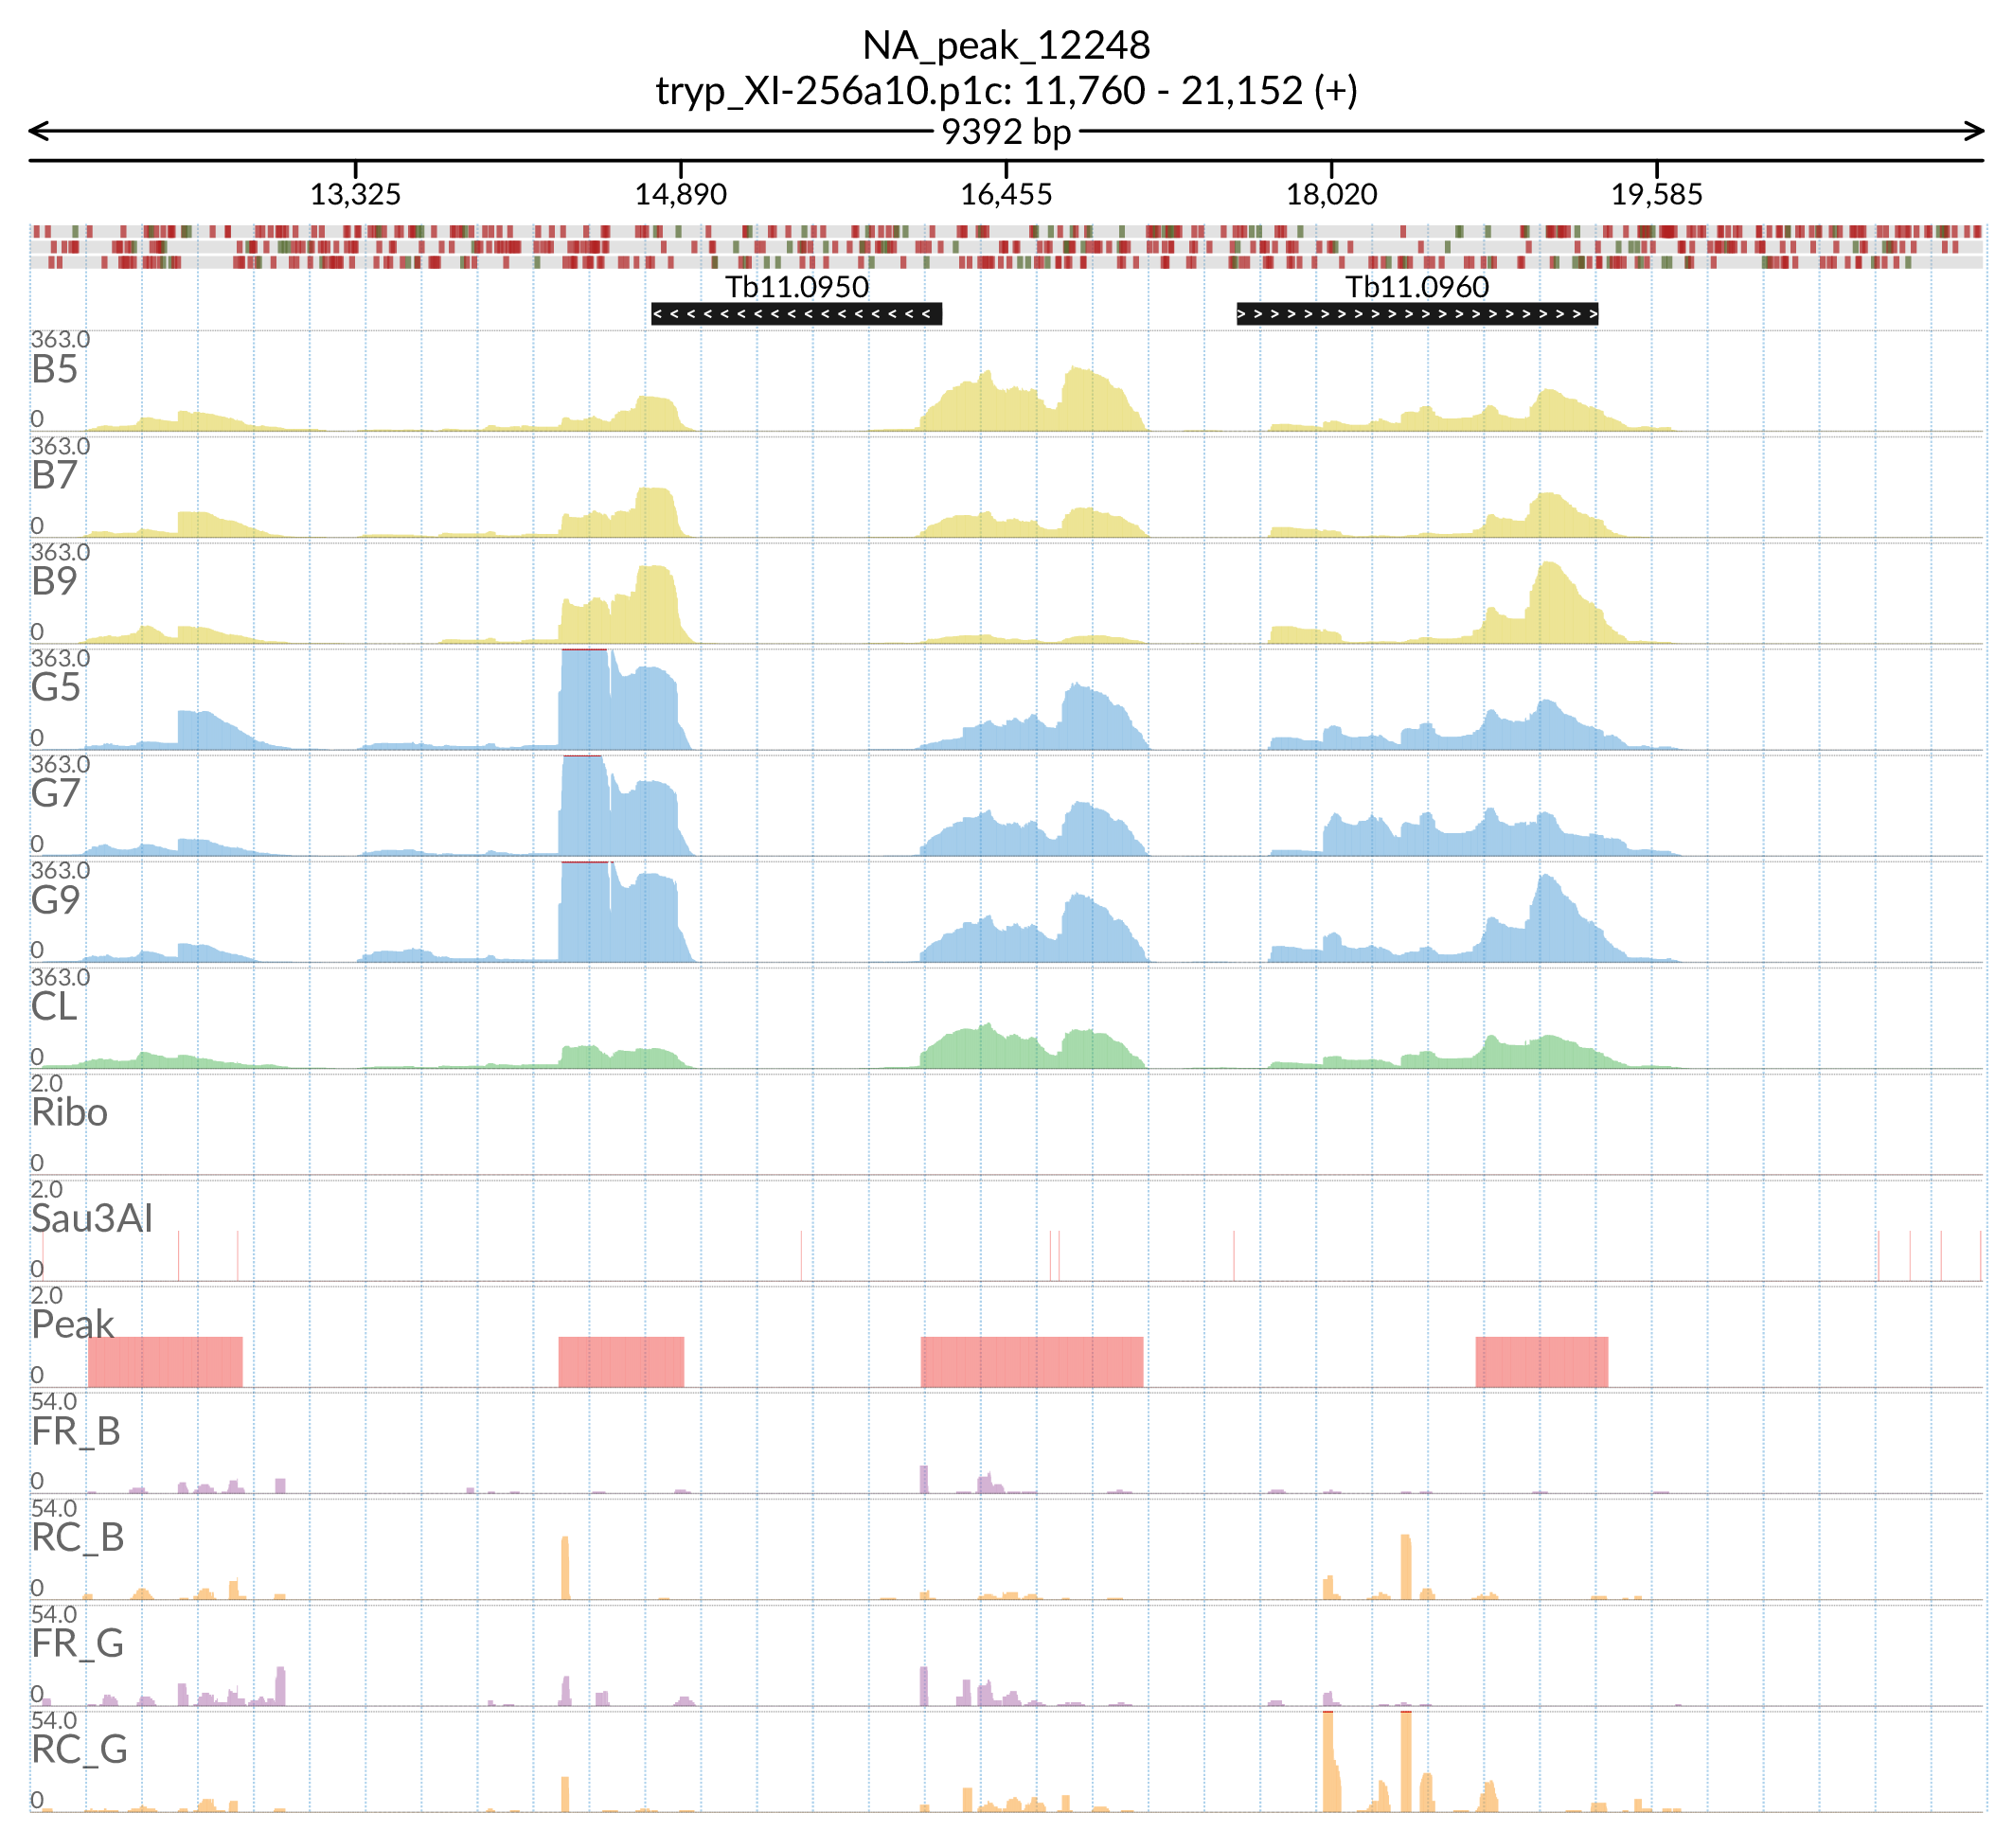 NA_peak_12248
tryp_XI-256a10.p1c: 11,760 - 21,152 (+)
9392 bp
13,325 14,890 16,455 18,020 19,585
Tb11.0950 Tb11.0960
363.0
B5
0
363.0
B7
0
363.0
B9
0
363.0
G5
0
363.0
G7
0
363.0
G9
0
363.0
CL
0
2.0
Ribo
0
2.0
Sau3AI
0
2.0
Peak
0
54.0
FR_B
0
54.0
RC_B
0
54.0
FR_G
0
54.0
RC_G
0